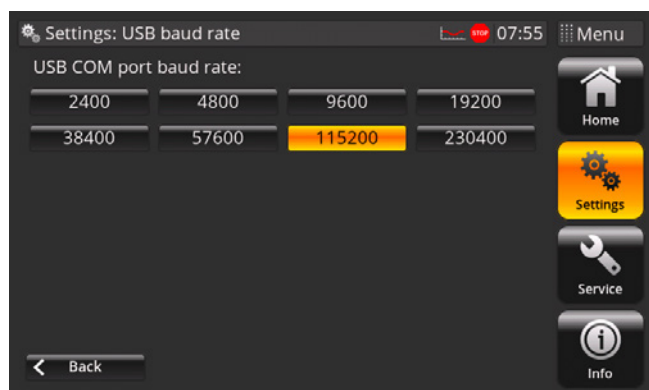 Settings: USB baud rate
STOP
07:55
Menu
USB COM port baud rate:
2400 4800 9600 19200
38400 57600 115200 230400
Home
Settings
Service
Info
Back